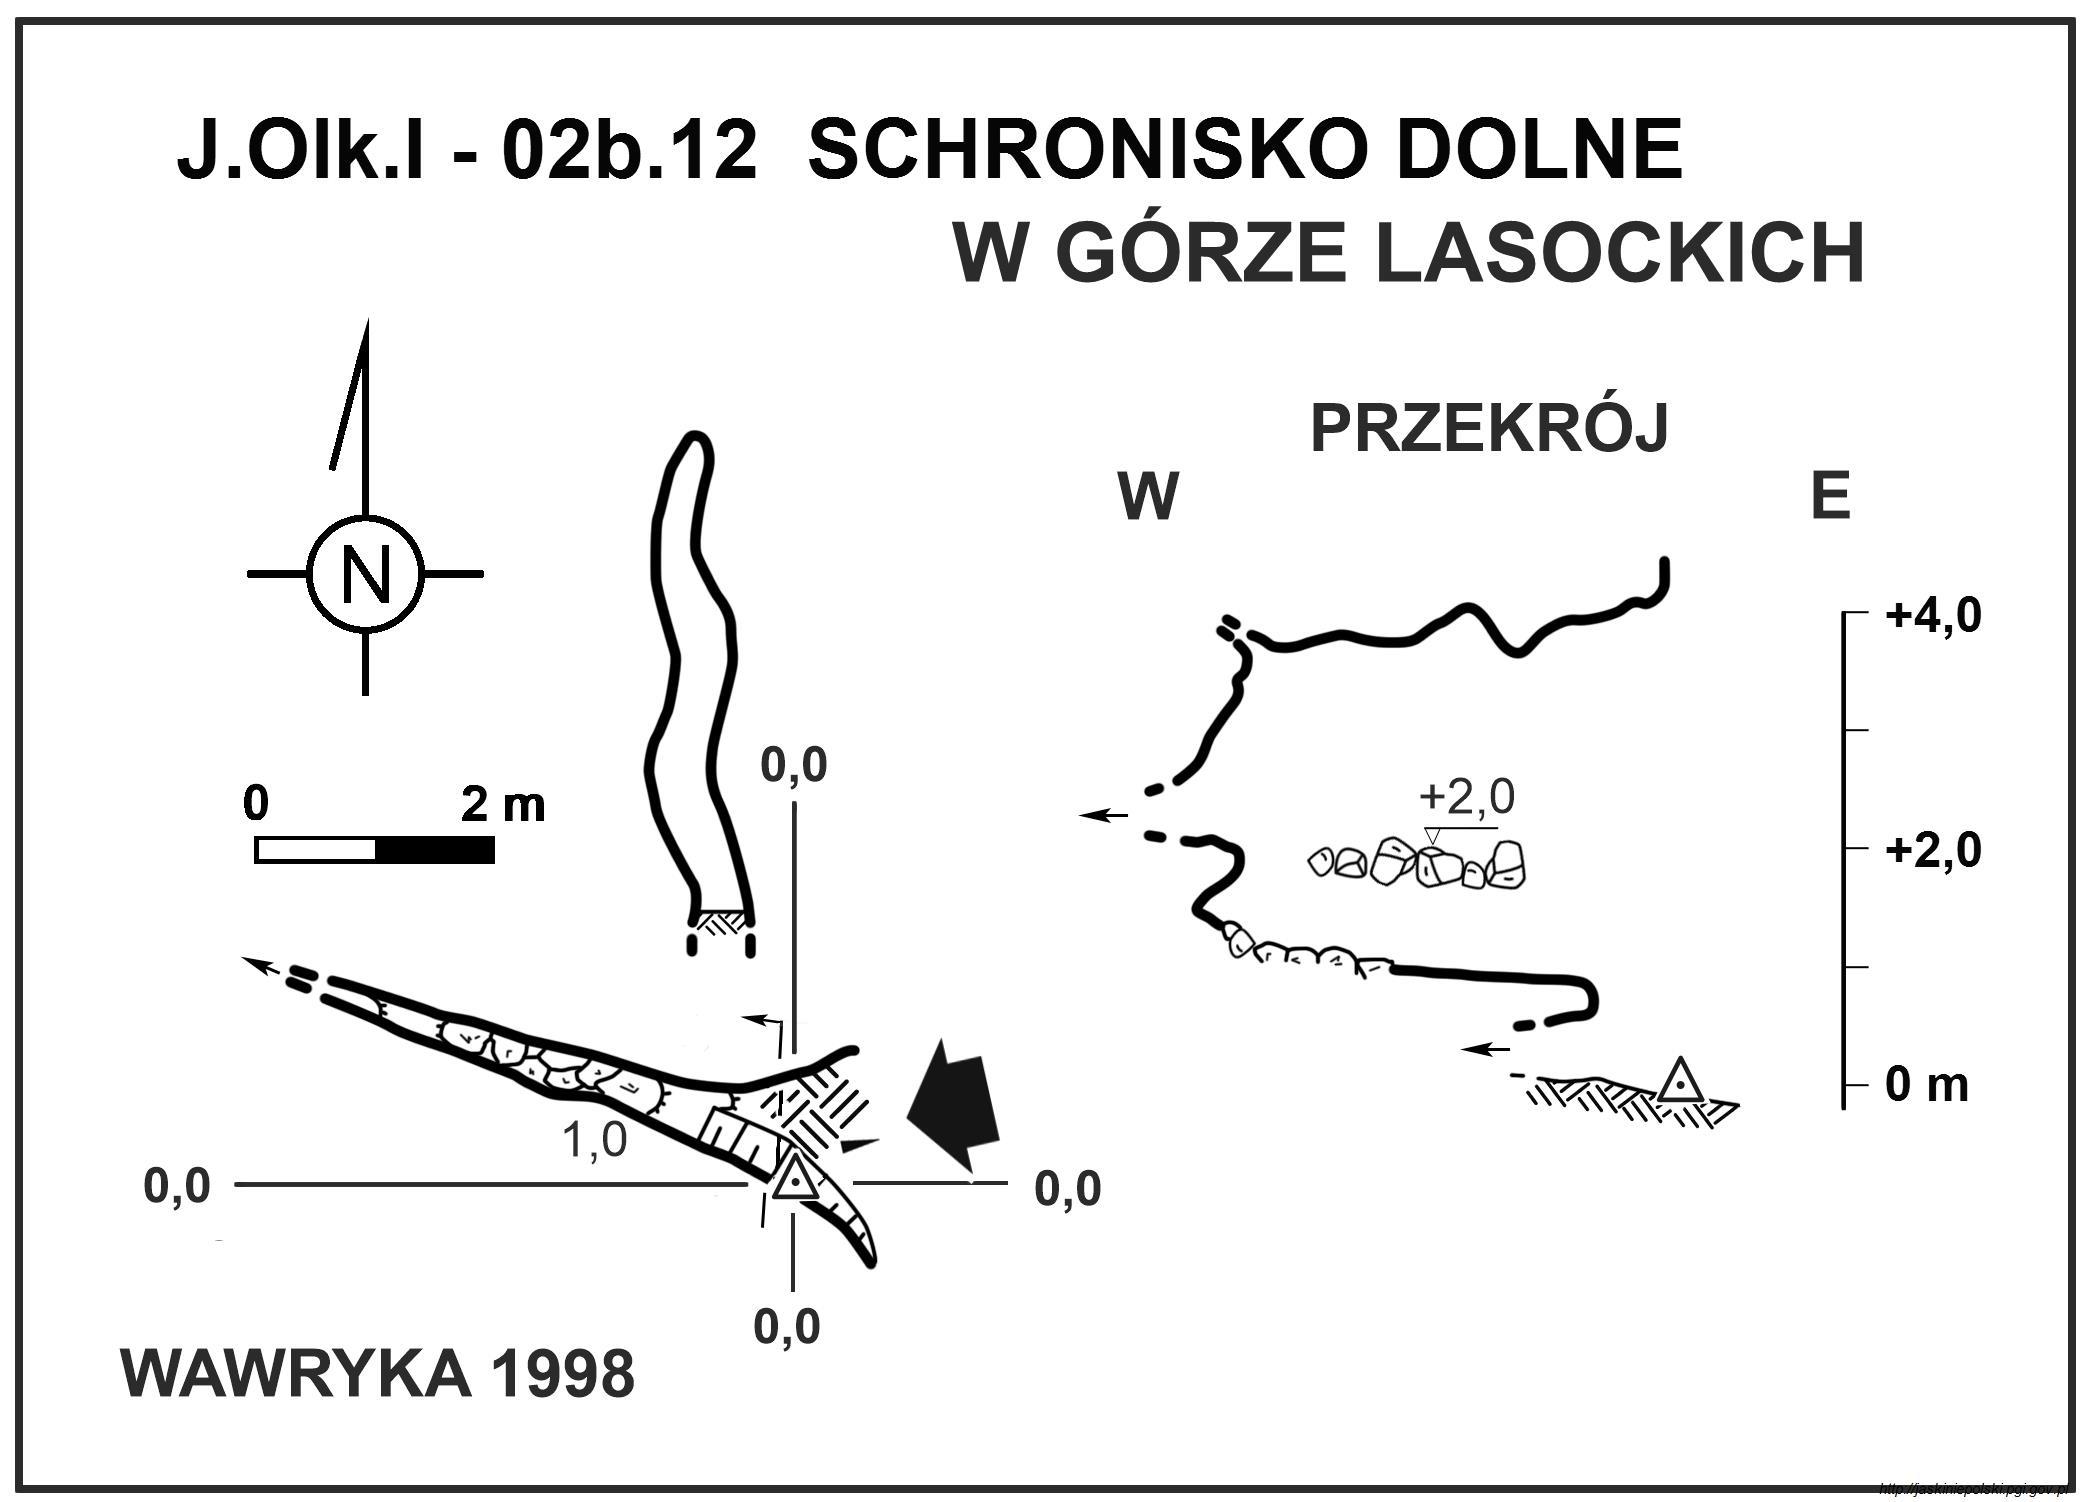 J.Olk.I - 02b.12 SCHRONISKO DOLNE
W GÓRZE LASOCKICH
N
0 2 m
0,0
0,0
1,0
0,0
0,0
WAWRYKA 1998
PRZEKRÓJ
W E
+4,0
+2,0
+2,0
0 m
http://jaskiniepolski.pgi.gov.pl